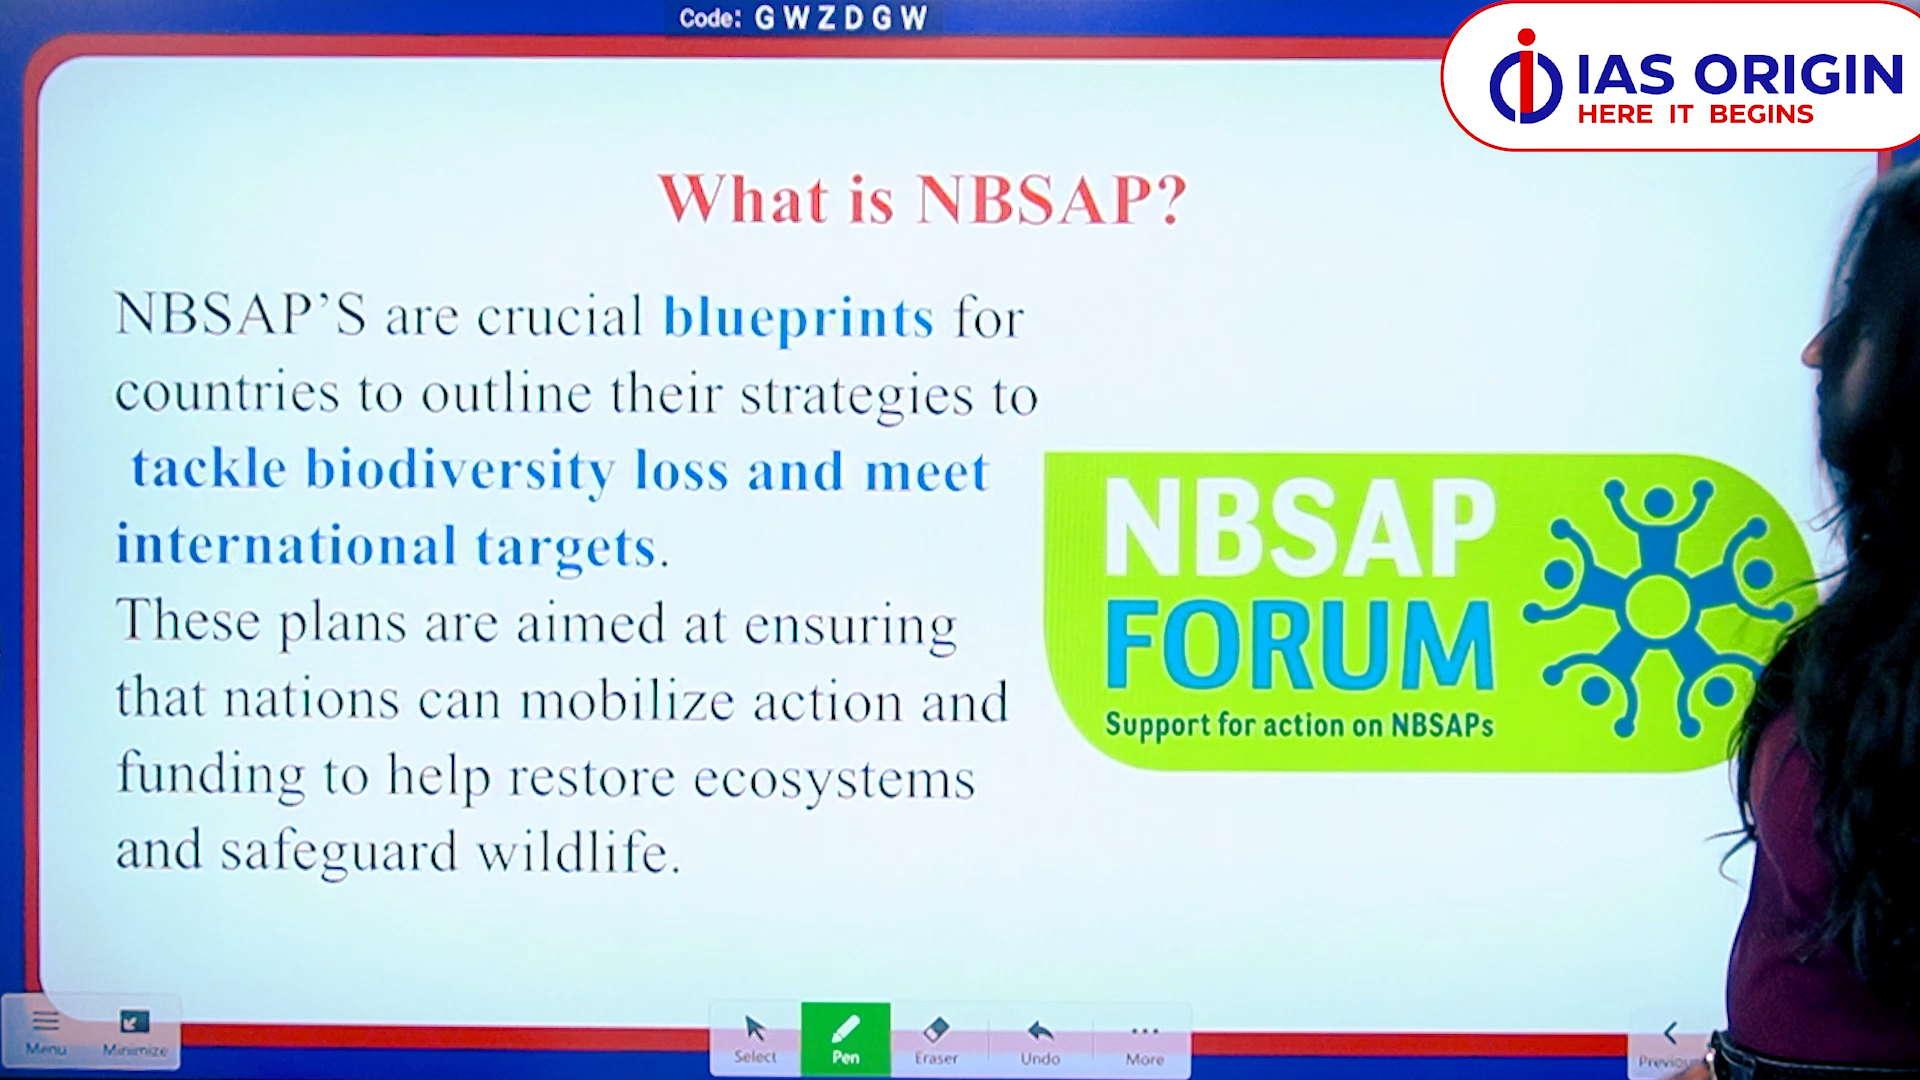 Code: GWZDGW
IAS ORIGIN
HERE IT BEGINS
What is NBSAP?
NBSAP’S are crucial blueprints for
countries to outline their strategies to
tackle biodiversity loss and meet
international targets.
These plans are aimed at ensuring
that nations can mobilize action and
funding to help restore ecosystems
and safeguard wildlife.
NBSAP
FORUM
Support for action on NBSAPs
Menu
Minimize
Select
Pen
Eraser
Undo
More